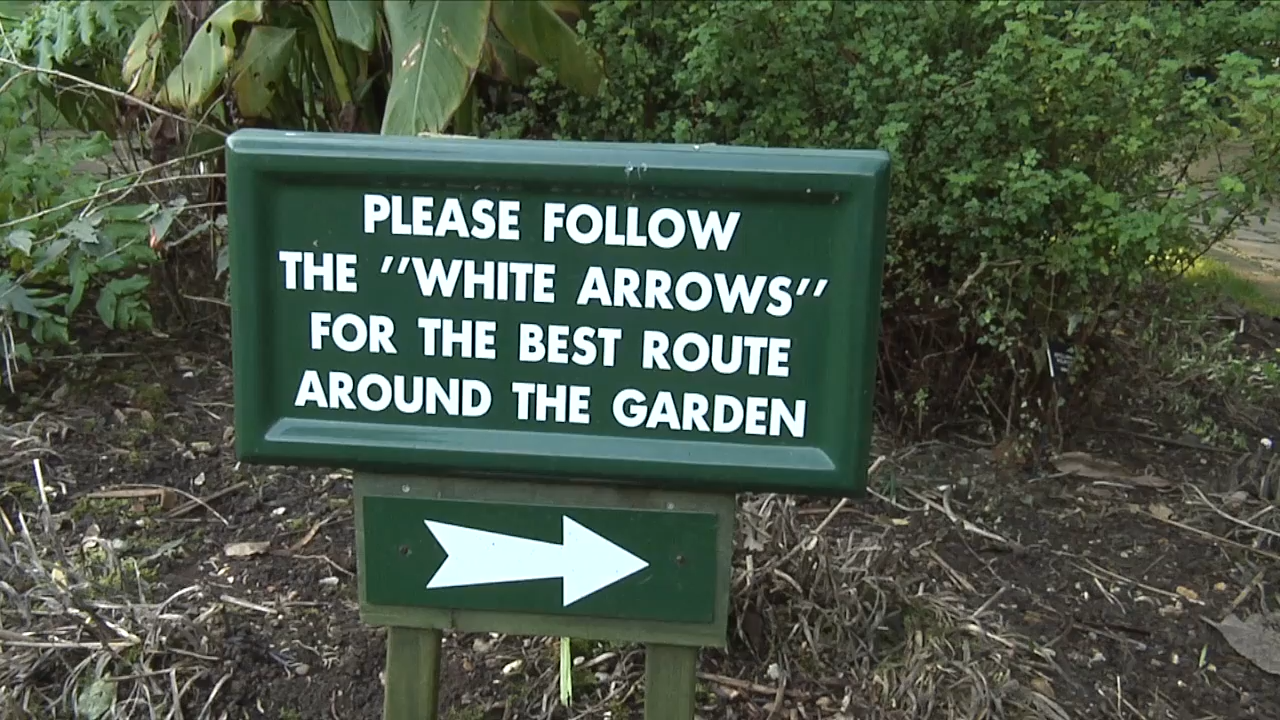 PLEASE FOLLOW
THE "WHITE ARROWS"
FOR THE BEST ROUTE
AROUND THE GARDEN